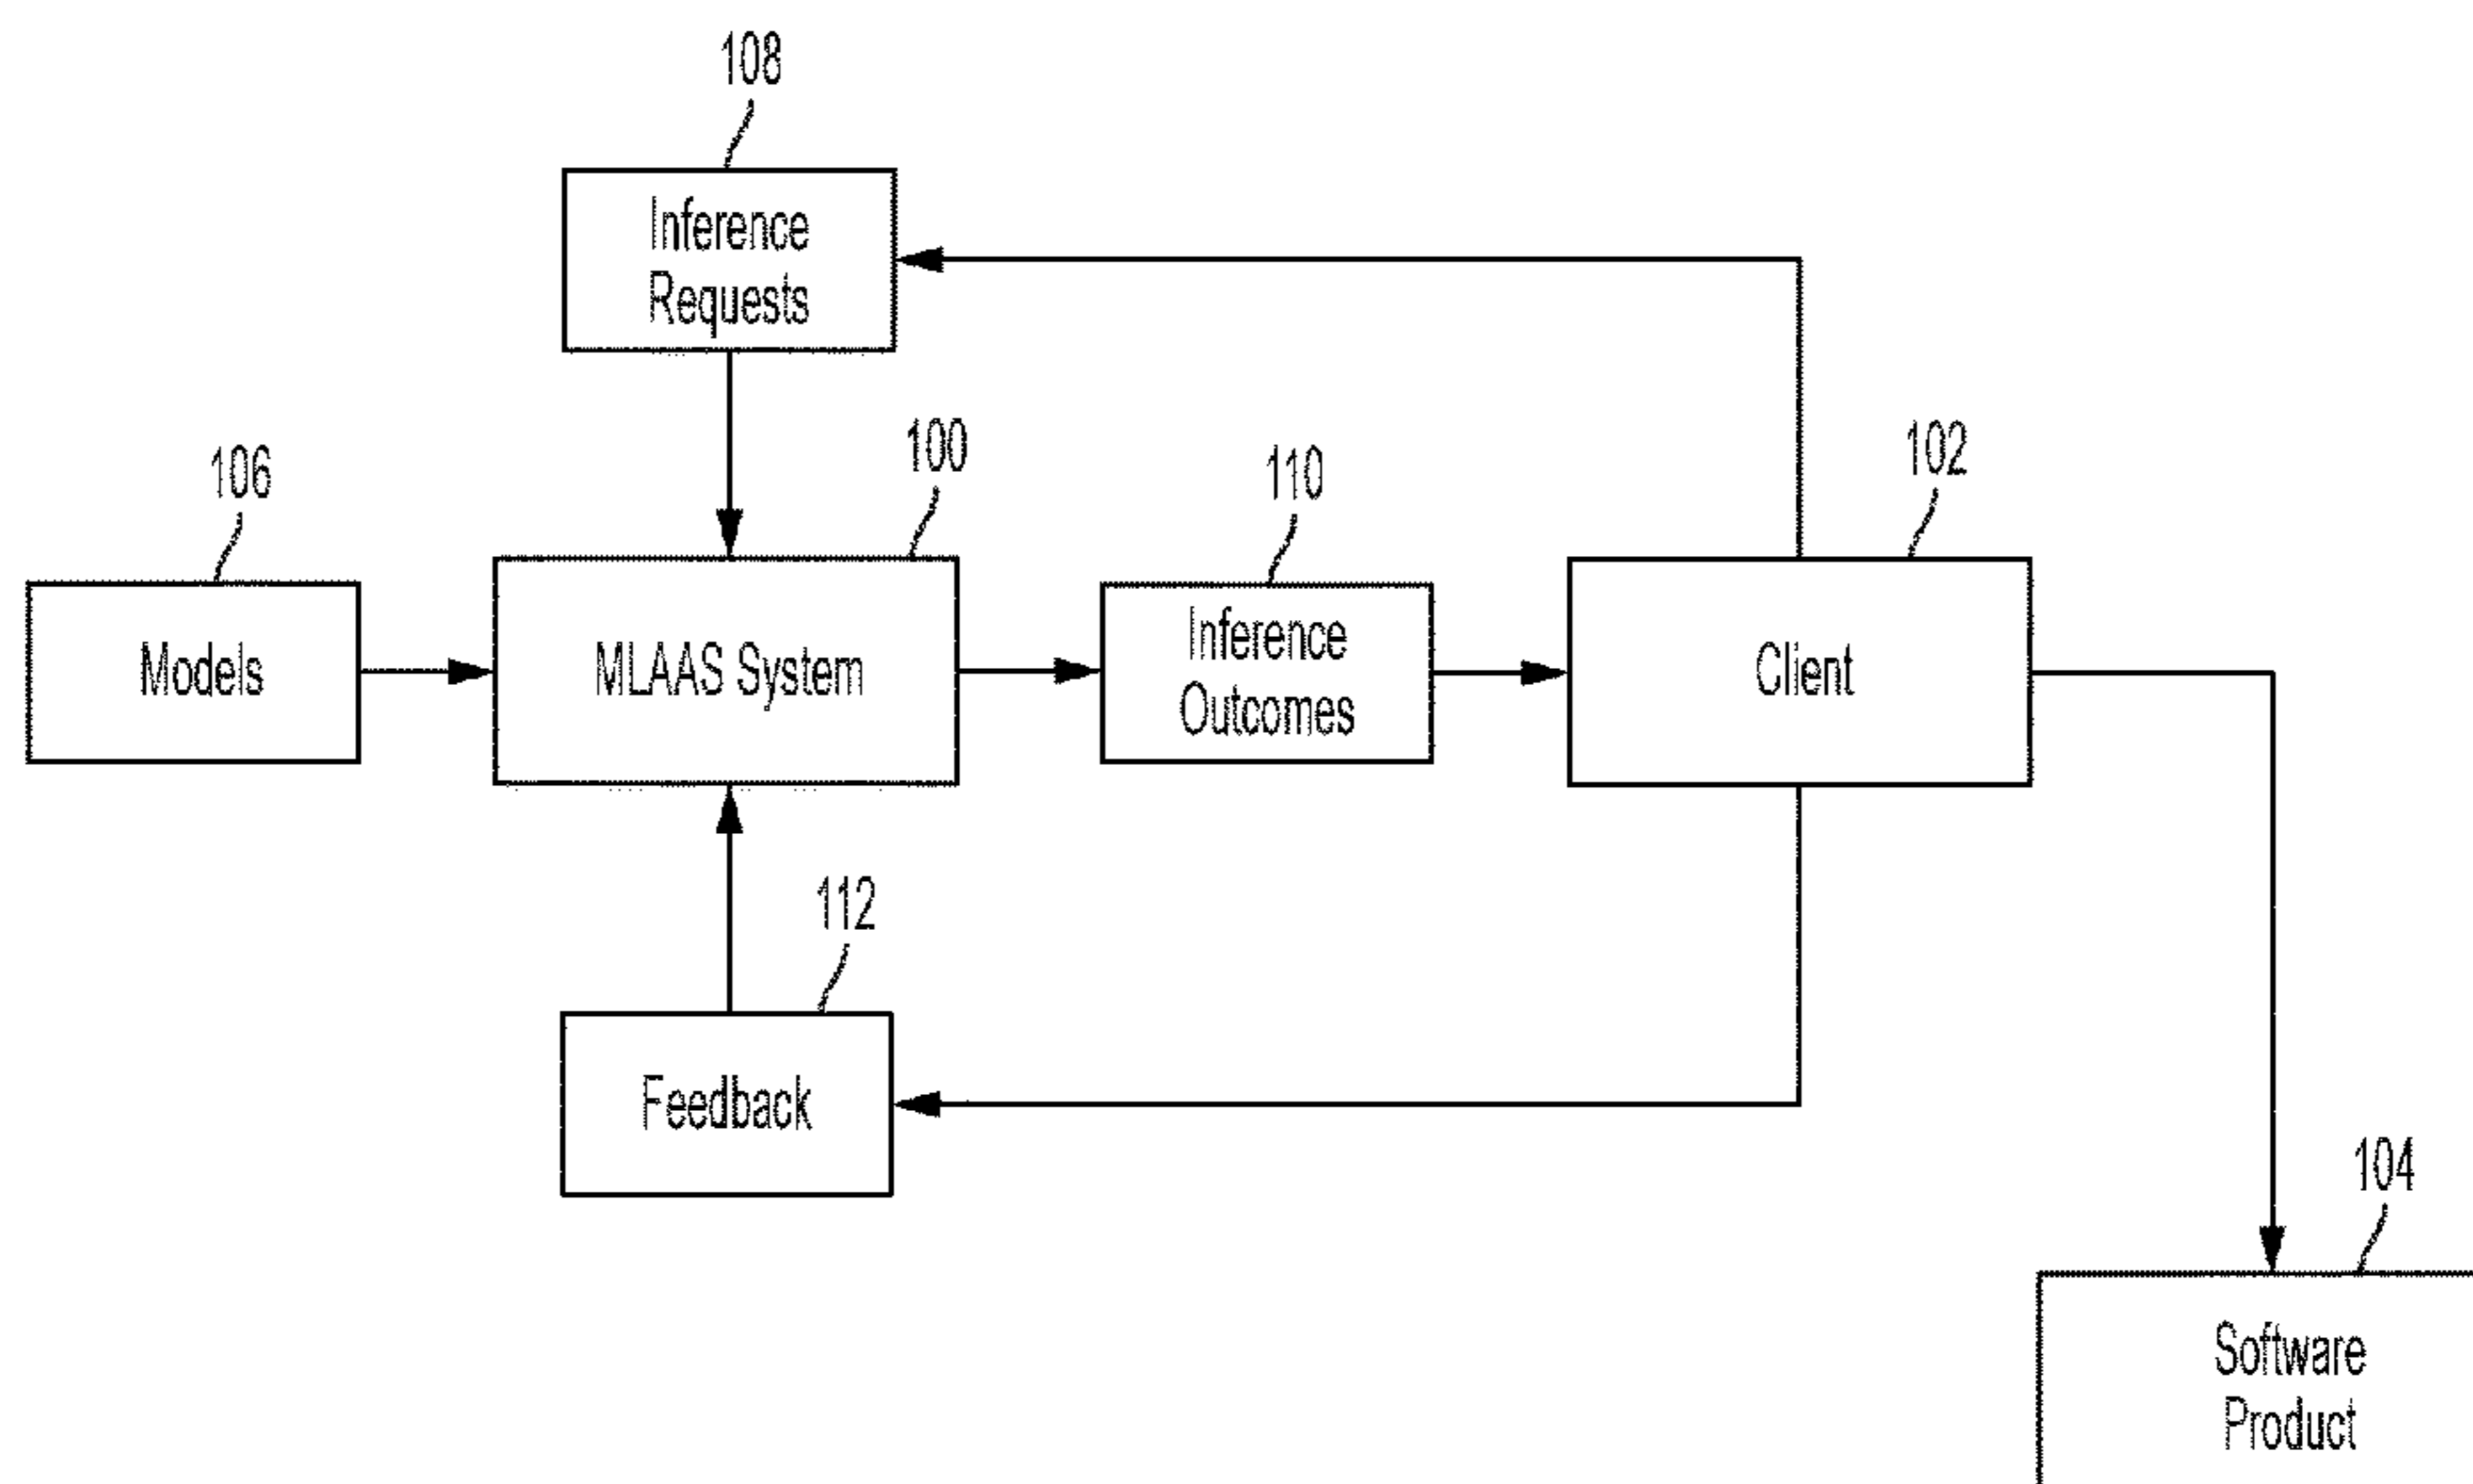 108
Inference
Requests
106
100
110
102
Models
MLAAS System
Inference
Outcomes
Client
112
Feedback
104
Software
Product